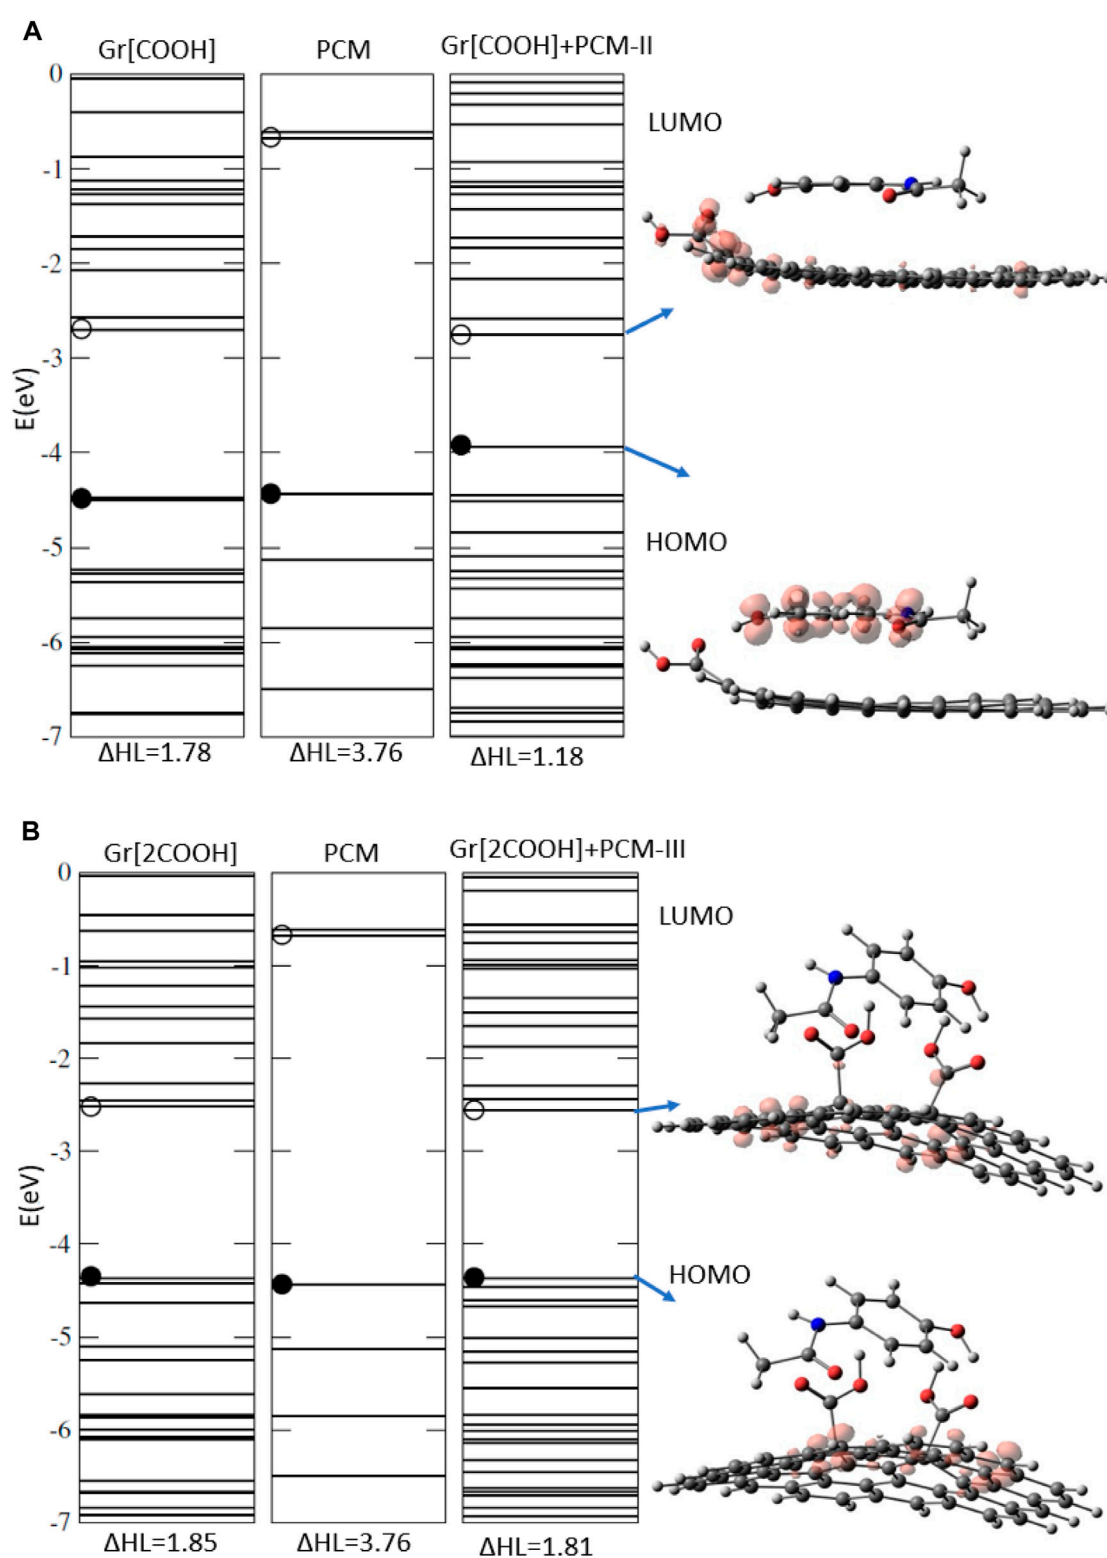 A
Gr[COOH] PCM Gr[COOH]+PCM-II
0
-1
-2
-3
-4
-5
-6
-7
E(eV)
LUMO
HOMO
ΔHL=1.78 ΔHL=3.76 ΔHL=1.18
B
Gr[2COOH] PCM Gr[2COOH]+PCM-III
0
-1
-2
-3
-4
-5
-6
-7
E(eV)
LUMO
HOMO
ΔHL=1.85 ΔHL=3.76 ΔHL=1.81